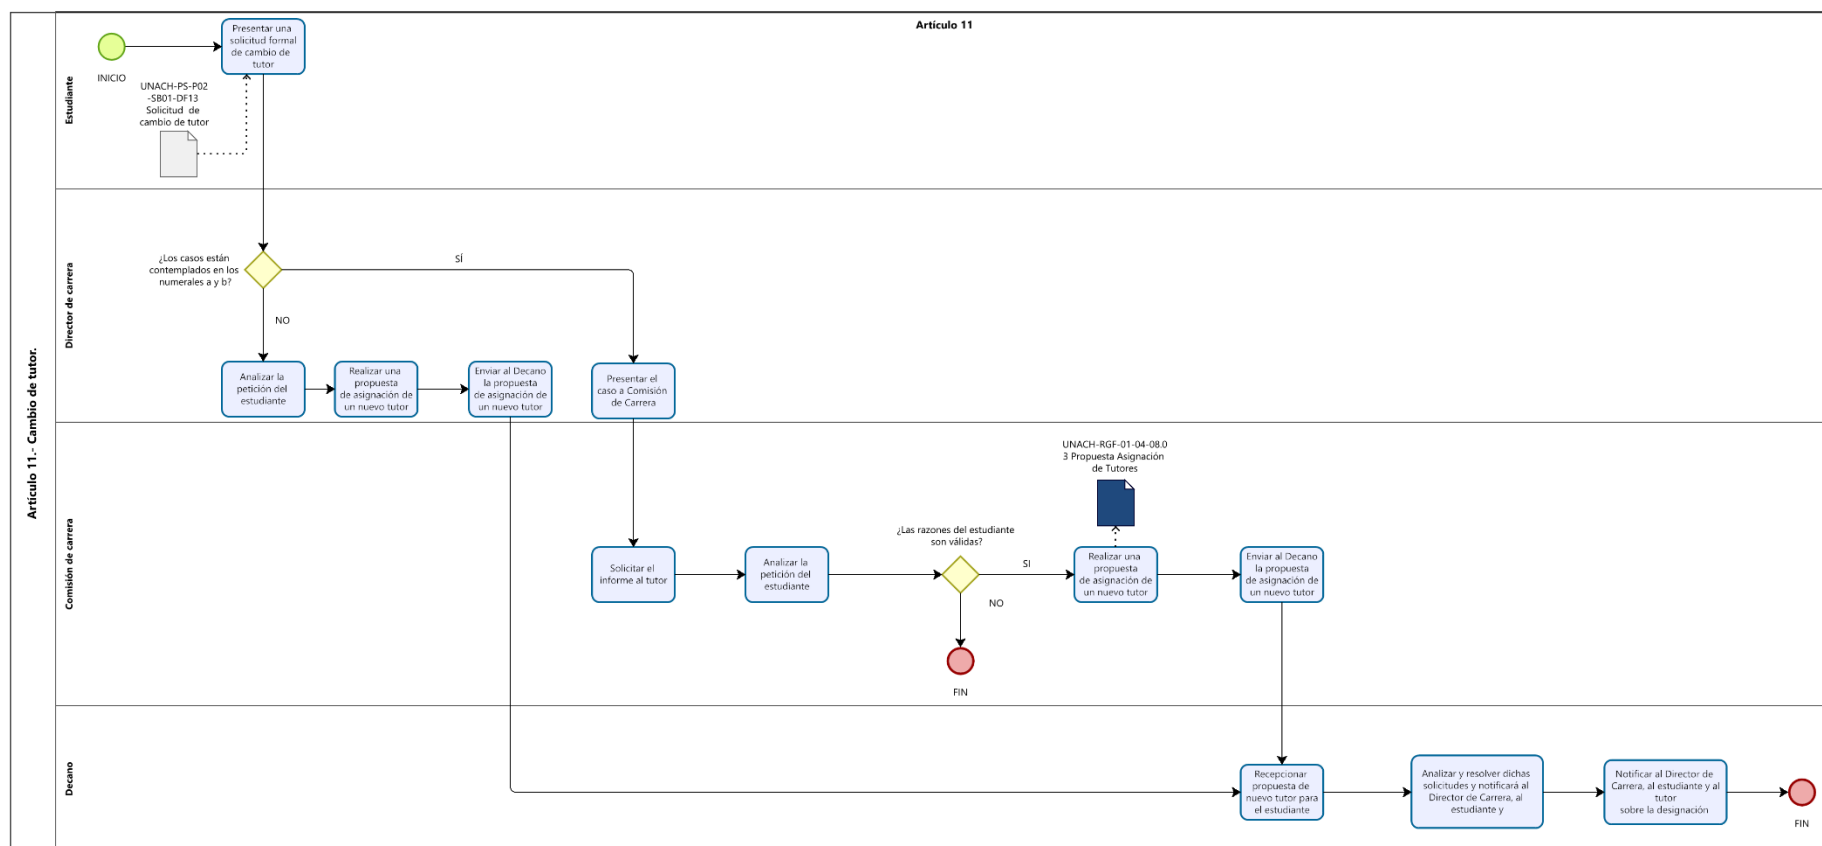 Artículo 11
Artículo 11.- Cambio de tutor.
Estudiante
INICIO
Presentar una
solicitud formal
de cambio de
tutor
UNACH-PS-P02
-SB01-DF13
Solicitud de
cambio de tutor
Director de carrera
¿Los casos están
contemplados en los
numerales a y b?
SÍ
NO
Analizar la
petición del
estudiante
Realizar una
propuesta
de asignación de
un nuevo tutor
Enviar al Decano
la propuesta
de asignación de
un nuevo tutor
Presentar el
caso a Comisión
de Carrera
Comisión de carrera
Solicitar el
informe al tutor
Analizar la
petición del
estudiante
¿Las razones del estudiante
son válidas?
SI
NO
FIN
UNACH-RGF-01-04-08.0
3 Propuesta Asignación
de Tutores
Realizar una
propuesta
de asignación de
un nuevo tutor
Enviar al Decano
la propuesta
de asignación de
un nuevo tutor
Decano
Recepcionar
propuesta de
nuevo tutor para
el estudiante
Analizar y resolver dichas
solicitudes y notificará al
Director de Carrera, al
estudiante y
Notificar al Director de
Carrera, al estudiante y al
tutor
sobre la designación
FIN